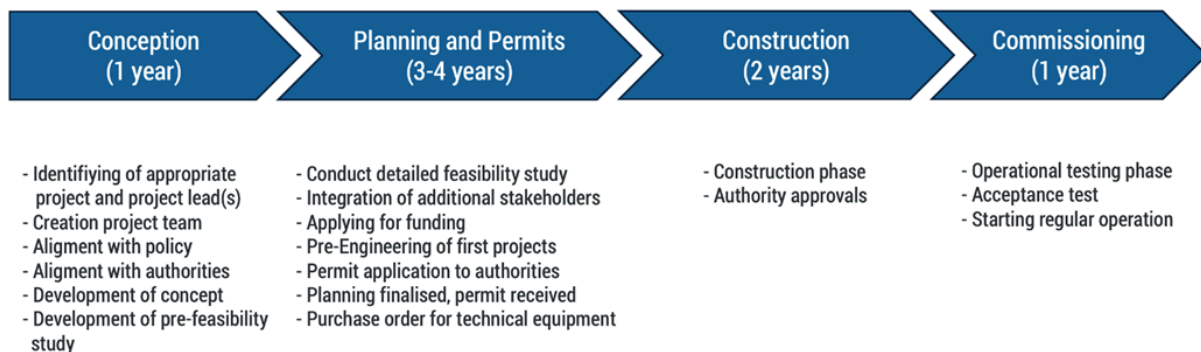 Conception
(1 year)
Planning and Permits
(3-4 years)
Construction
(2 years)
Commissioning
(1 year)
- Identifiying of appropriate
project and project lead(s)
- Creation project team
- Aligment with policy
- Aligment with authorities
- Development of concept
- Development of pre-feasibility
study
- Conduct detailed feasibility study
- Integration of additional stakeholders
- Applying for funding
- Pre-Engineering of first projects
- Permit application to authorities
- Planning finalised, permit received
- Purchase order for technical equipment
- Construction phase
- Authority approvals
- Operational testing phase
- Acceptance test
- Starting regular operation